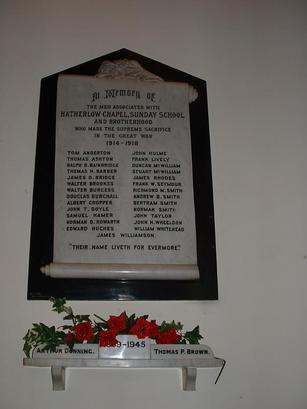 In Memory of
THE MEN ASSOCIATED WITH
HATHERLOW CHAPEL, SUNDAY SCHOOL
AND BROTHERHOOD
WHO MADE THE SUPREME SACRIFICE
IN THE GREAT WAR
1914-1918
TOM ANDERTON JOHN HULME
THOMAS ASHTON FRANK LIVELY
RALPH B. BAINBRIDGE DUNCAN McWILLIAM
THOMAS H. BARBER STUART McWILLIAM
JAMES D. BRIDGE JAMES RHODES
WALTER BROOKES FRANK W. SEYMOUR
WALTER BURGESS RICHMOND M. SMITH
DOUGLAS BURCHALL ANDREW B. SMITH
ALBERT CROPPER BERTRAM SMITH
JOHN T. DOYLE NORMAN SMITH
SAMUEL HAMER JOHN TAYLOR
NORMAN D. HOWARTH JOHN H. WHEELDON
EDWARD HUGHES WILLIAM WHITEHEAD
JAMES WILLIAMSON.
"THEIR NAME LIVETH FOR EVERMORE."
1939-1945
ARTHUR DUNNING. THOMAS P. BROWN.